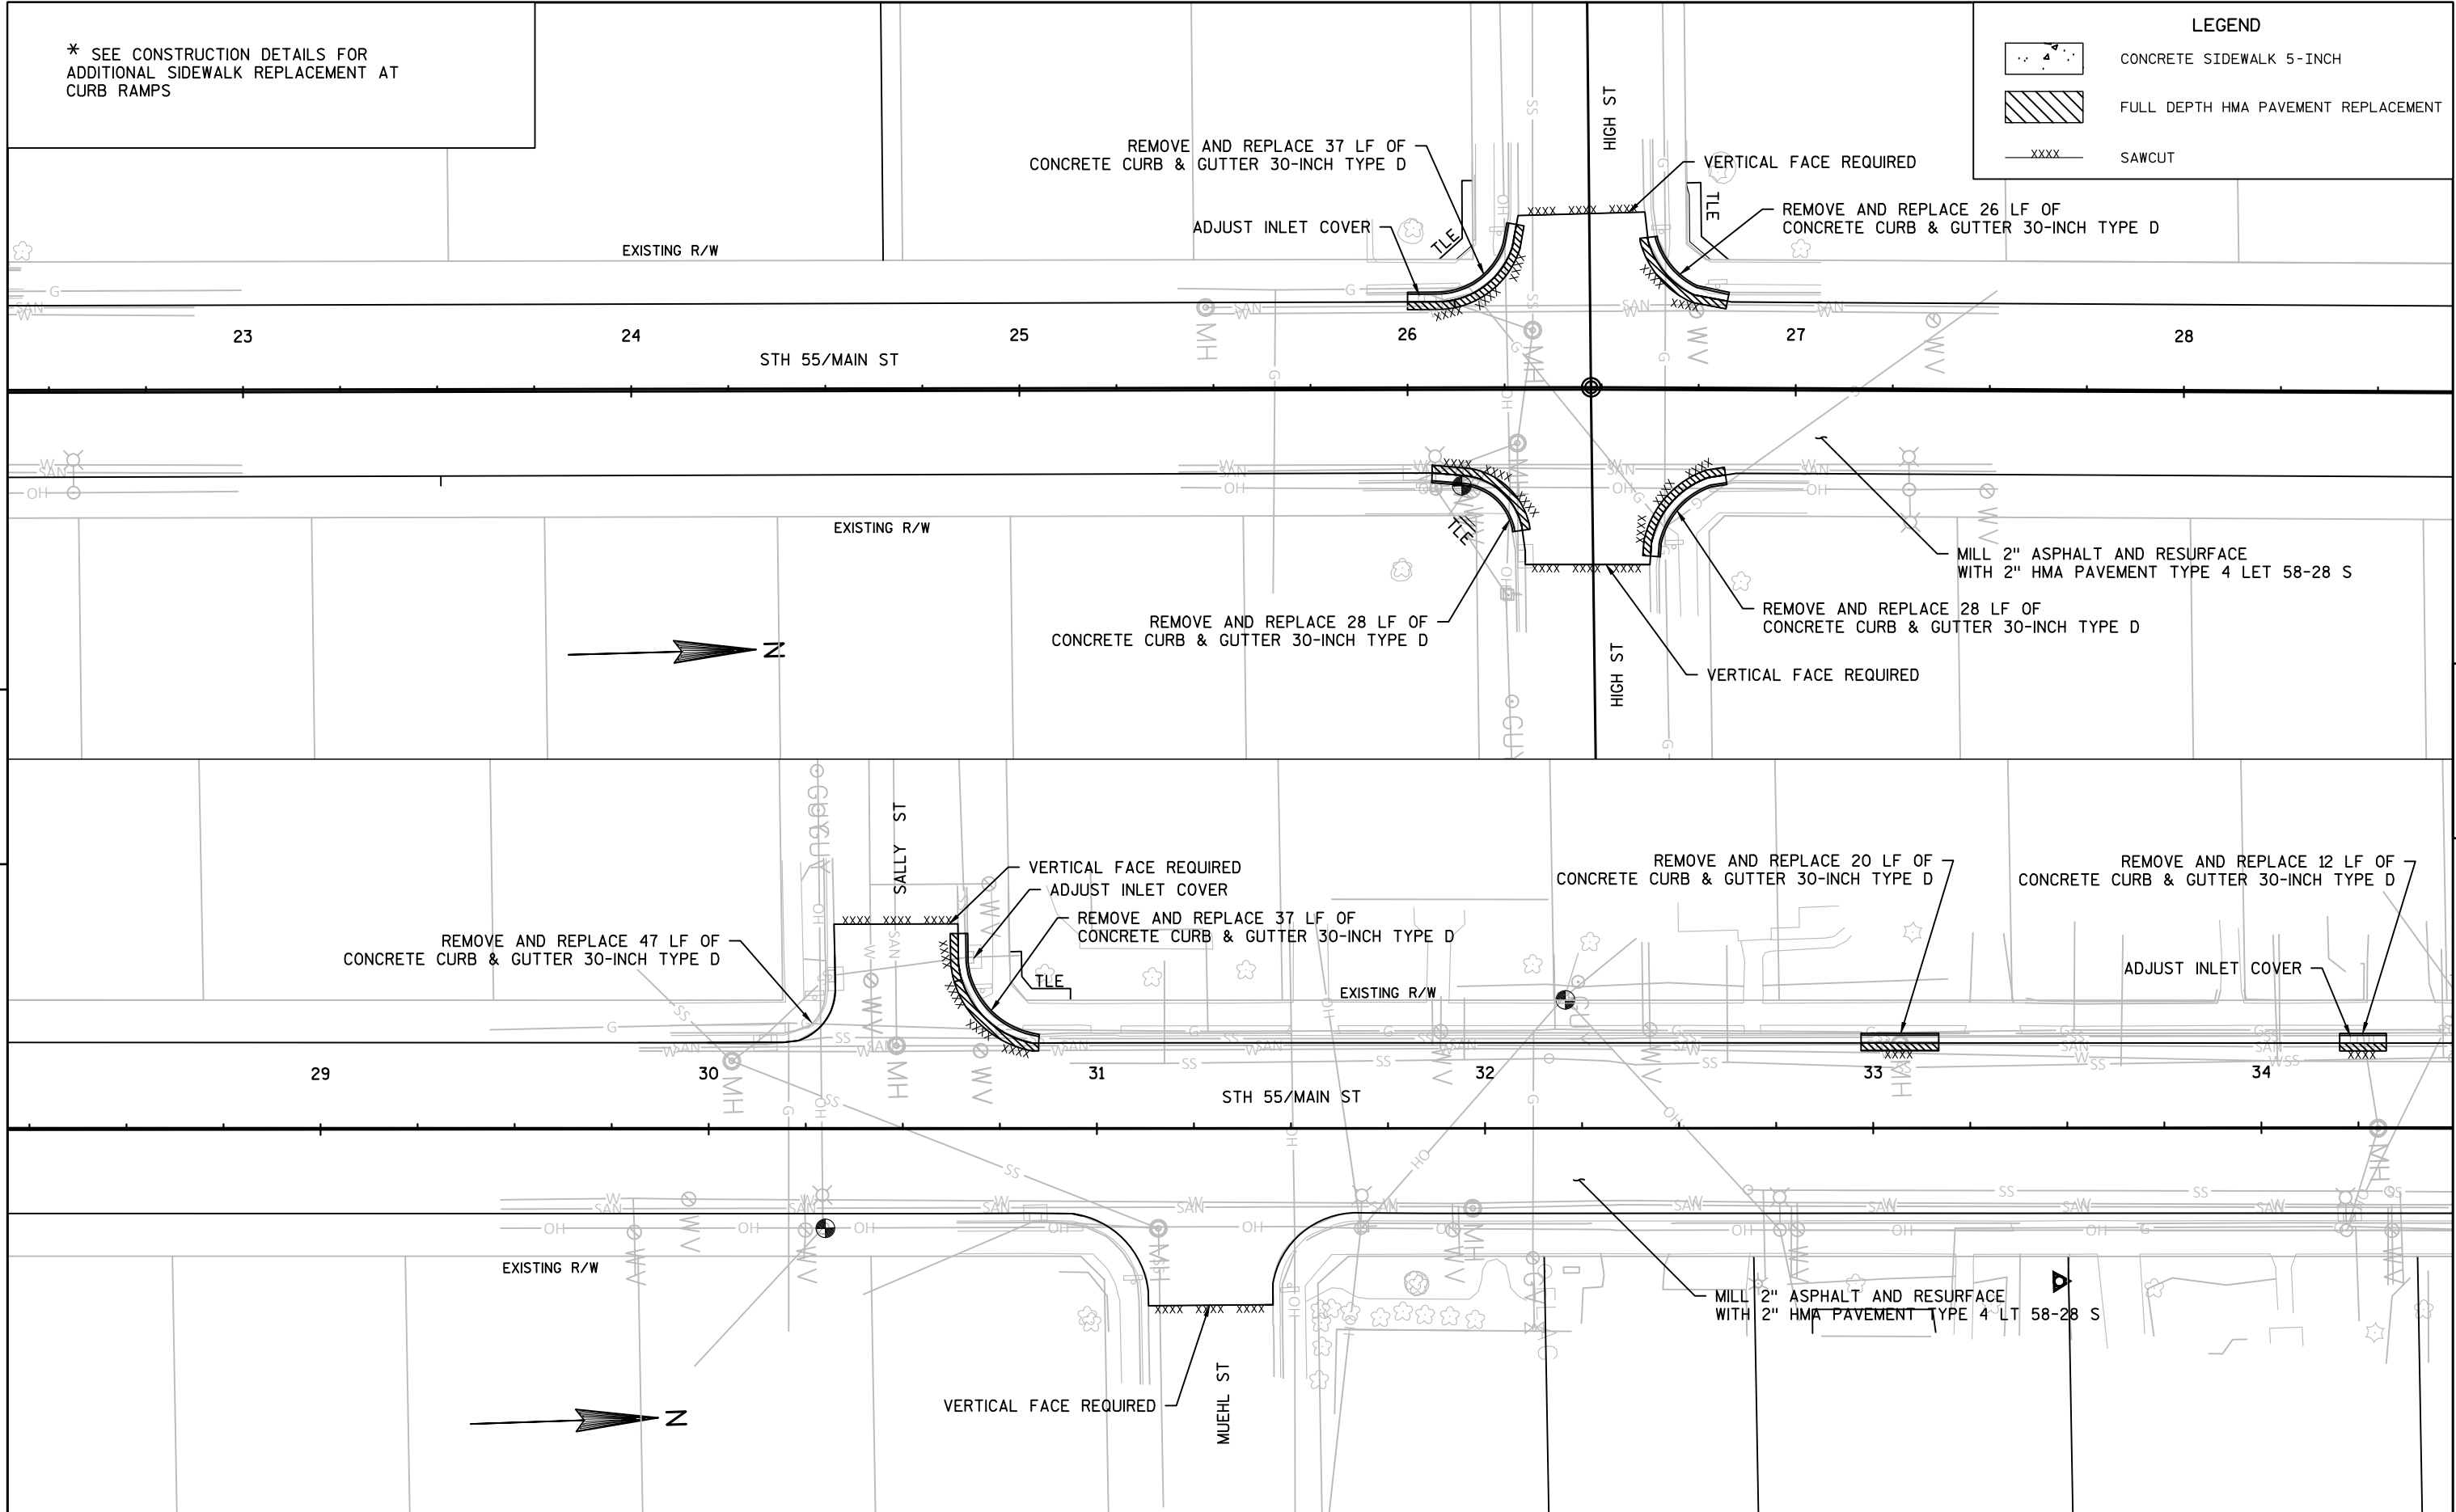 * SEE CONSTRUCTION DETAILS FOR
ADDITIONAL SIDEWALK REPLACEMENT AT
CURB RAMPS
LEGEND
CONCRETE SIDEWALK 5-INCH
FULL DEPTH HMA PAVEMENT REPLACEMENT
XXXX SAWCUT
HIGH ST
REMOVE AND REPLACE 37 LF OF
CONCRETE CURB & GUTTER 30-INCH TYPE D
VERTICAL FACE REQUIRED
ADJUST INLET COVER
TLE
TLE
REMOVE AND REPLACE 26 LF OF
CONCRETE CURB & GUTTER 30-INCH TYPE D
EXISTING R/W
23
24
25
26
27
28
STH 55/MAIN ST
MH
MH
WV
WV
EXISTING R/W
TLE
MILL 2" ASPHALT AND RESURFACE
WITH 2" HMA PAVEMENT TYPE 4 LET 58-28 S
REMOVE AND REPLACE 28 LF OF
CONCRETE CURB & GUTTER 30-INCH TYPE D
REMOVE AND REPLACE 28 LF OF
CONCRETE CURB & GUTTER 30-INCH TYPE D
VERTICAL FACE REQUIRED
HIGH ST
N
GUY
SALLY ST
VERTICAL FACE REQUIRED
ADJUST INLET COVER
REMOVE AND REPLACE 37 LF OF
CONCRETE CURB & GUTTER 30-INCH TYPE D
REMOVE AND REPLACE 20 LF OF
CONCRETE CURB & GUTTER 30-INCH TYPE D
REMOVE AND REPLACE 12 LF OF
CONCRETE CURB & GUTTER 30-INCH TYPE D
REMOVE AND REPLACE 47 LF OF
CONCRETE CURB & GUTTER 30-INCH TYPE D
ADJUST INLET COVER
TLE
EXISTING R/W
29
30
31
32
33
34
STH 55/MAIN ST
MH
MH
WV
EXISTING R/W
MILL 2" ASPHALT AND RESURFACE
WITH 2" HMA PAVEMENT TYPE 4 LT 58-28 S
VERTICAL FACE REQUIRED
MUEHL ST
N